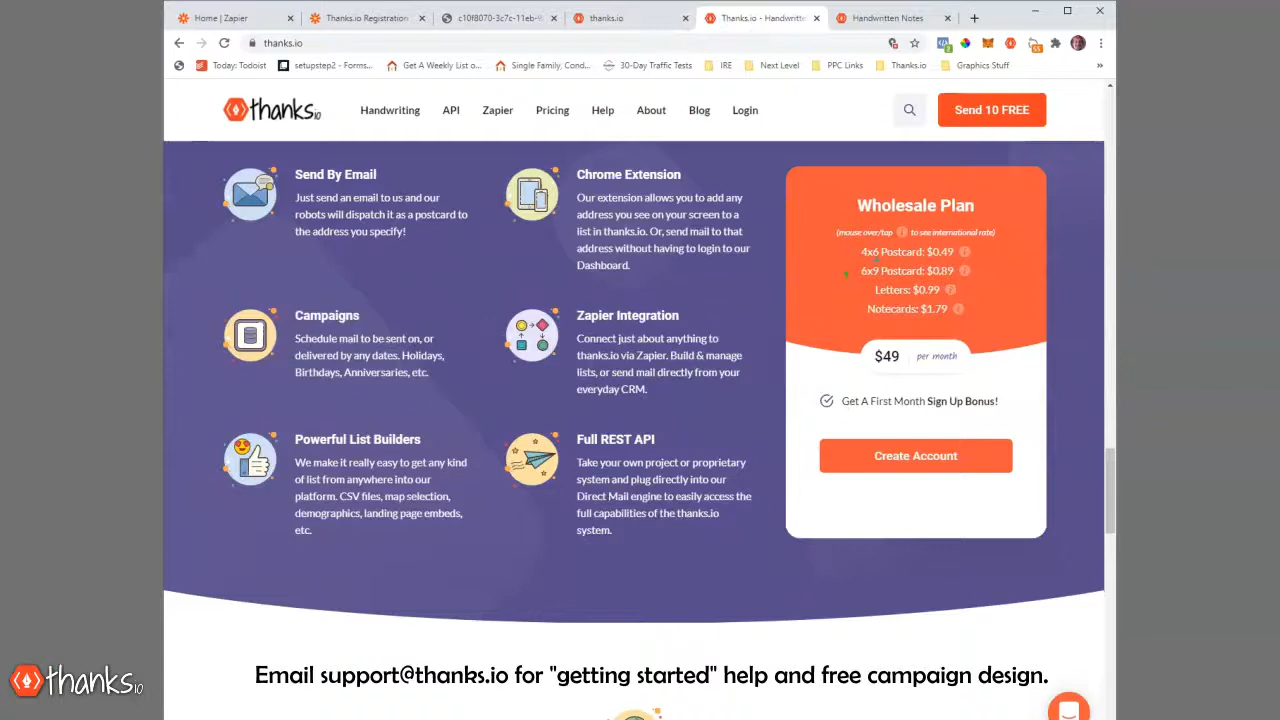 Home | Zapier
Thanks.io Registration
c10f8070-3c7c-11eb-9
thanks.io
Thanks.io - Handwritte
Handwritten Notes
thanks.io
Today: Todoist
setupstep2 - Forms...
Get A Weekly List o...
Single Family, Cond...
30-Day Traffic Tests
IRE
Next Level
PPC Links
Thanks.io
Graphics Stuff
thanks.io
Handwriting
API
Zapier
Pricing
Help
About
Blog
Login
Send 10 FREE
Send By Email
Just send an email to us and our
robots will dispatch it as a postcard to
the address you specify!
Chrome Extension
Our extension allows you to add any
address you see on your screen to a
list in thanks.io. Or, send mail to that
address without having to login to our
Dashboard.
Campaigns
Schedule mail to be sent on, or
delivered by any dates. Holidays,
Birthdays, Anniversaries, etc.
Zapier Integration
Connect just about anything to
thanks.io via Zapier. Build & manage
lists, or send mail directly from your
everyday CRM.
Powerful List Builders
We make it really easy to get any kind
of list from anywhere into our
platform. CSV files, map selection,
demographics, landing page embeds,
etc.
Full REST API
Take your own project or proprietary
system and plug directly into our
Direct Mail engine to easily access the
full capabilities of the thanks.io
system.
Wholesale Plan
(mouse over/tap to see international rate)
4x6 Postcard: $0.49
6x9 Postcard: $0.89
Letters: $0.99
Notecards: $1.79
$49 per month
Get A First Month Sign Up Bonus!
Create Account
Email support@thanks.io for "getting started" help and free campaign design.
thanks.io